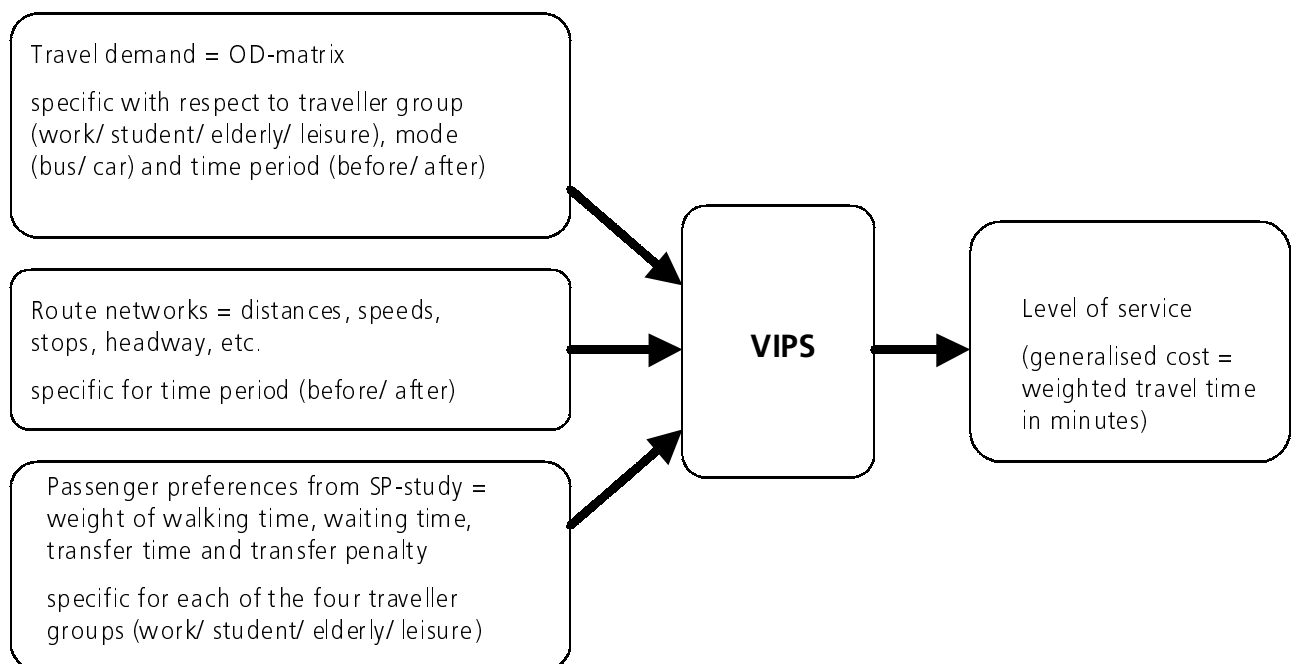 Travel demand = OD-matrix
specific with respect to traveller group
(work/ student/ elderly/ leisure), mode
(bus/ car) and time period (before/ after)
Route networks = distances, speeds,
stops, headway, etc.
specific for time period (before/ after)
Passenger preferences from SP-study =
weight of walking time, waiting time,
transfer time and transfer penalty
specific for each of the four traveller
groups (work/ student/ elderly/ leisure)
VIPS
Level of service
(generalised cost =
weighted travel time
in minutes)